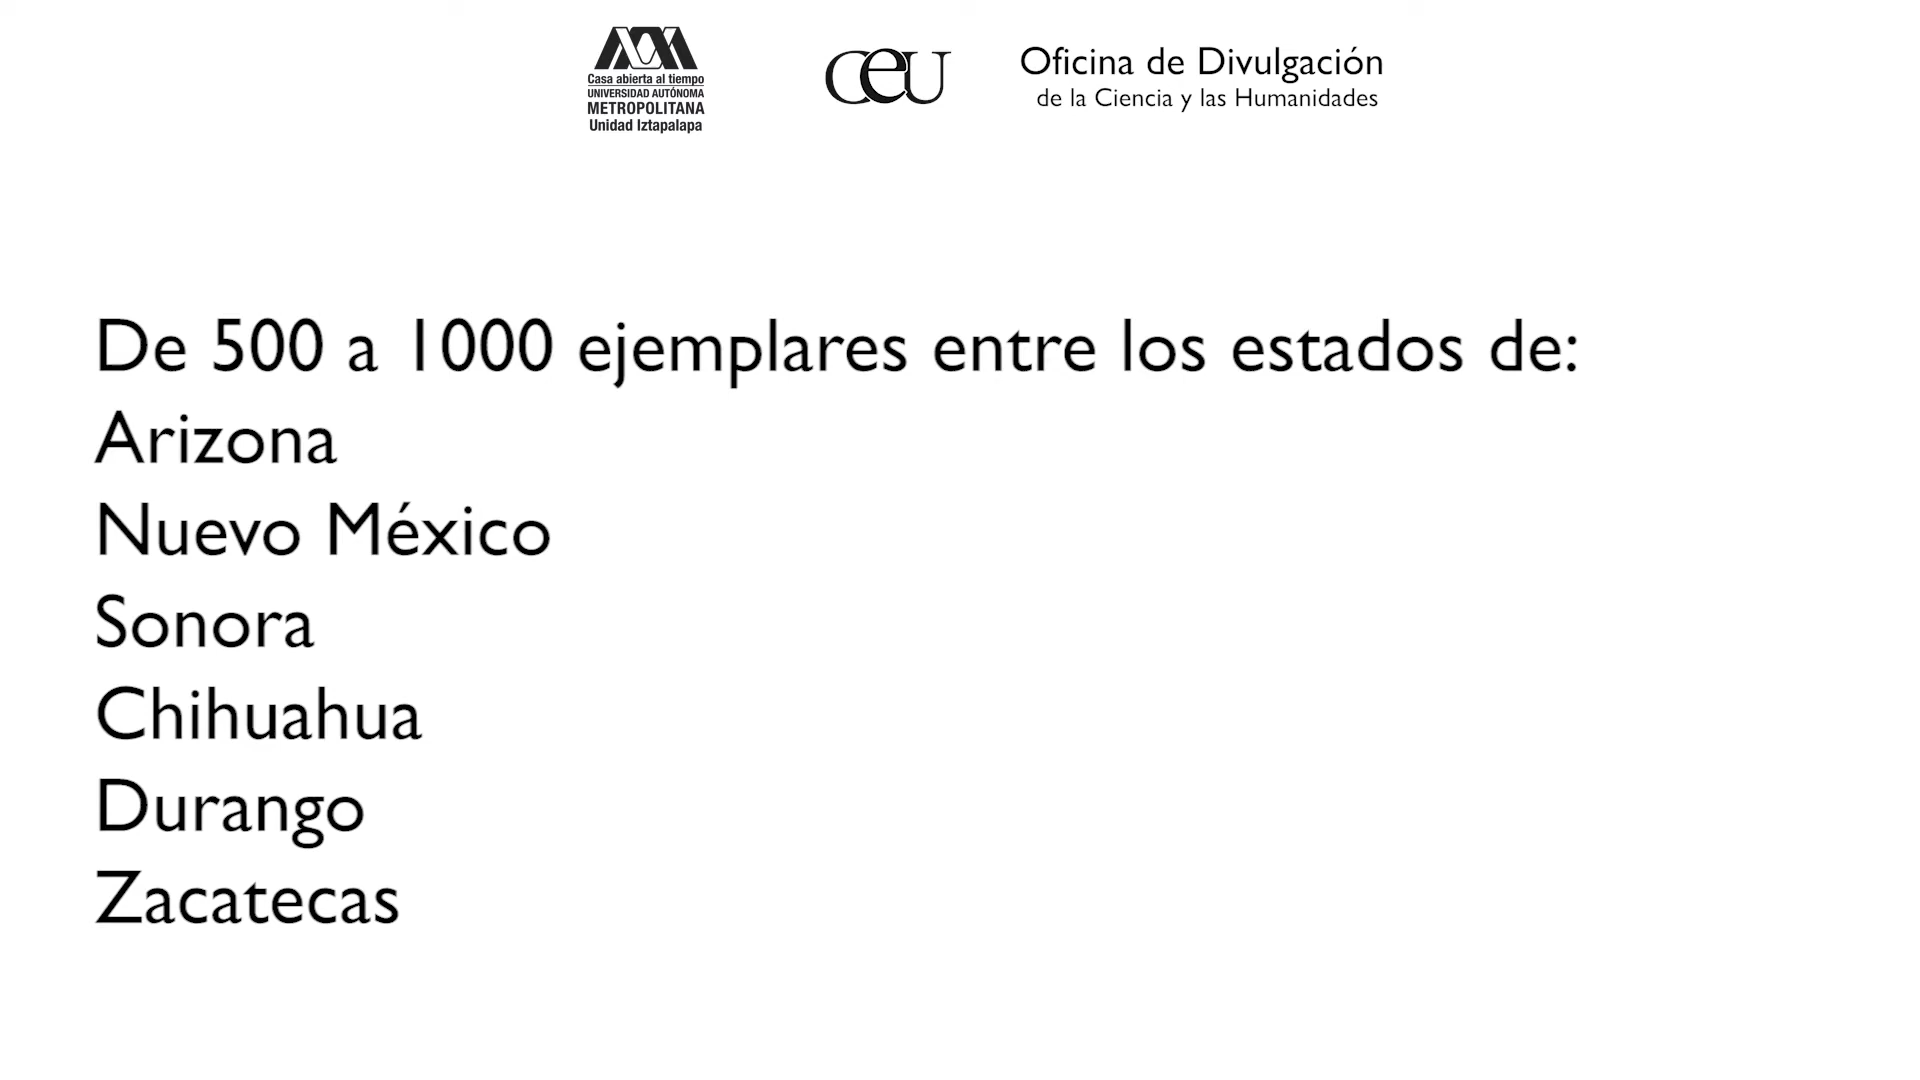 Casa abierta al tiempo
UNIVERSIDAD AUTÓNOMA
METROPOLITANA
Unidad Iztapalapa
ceu
Oficina de Divulgación
de la Ciencia y las Humanidades
De 500 a 1000 ejemplares entre los estados de:
Arizona
Nuevo México
Sonora
Chihuahua
Durango
Zacatecas